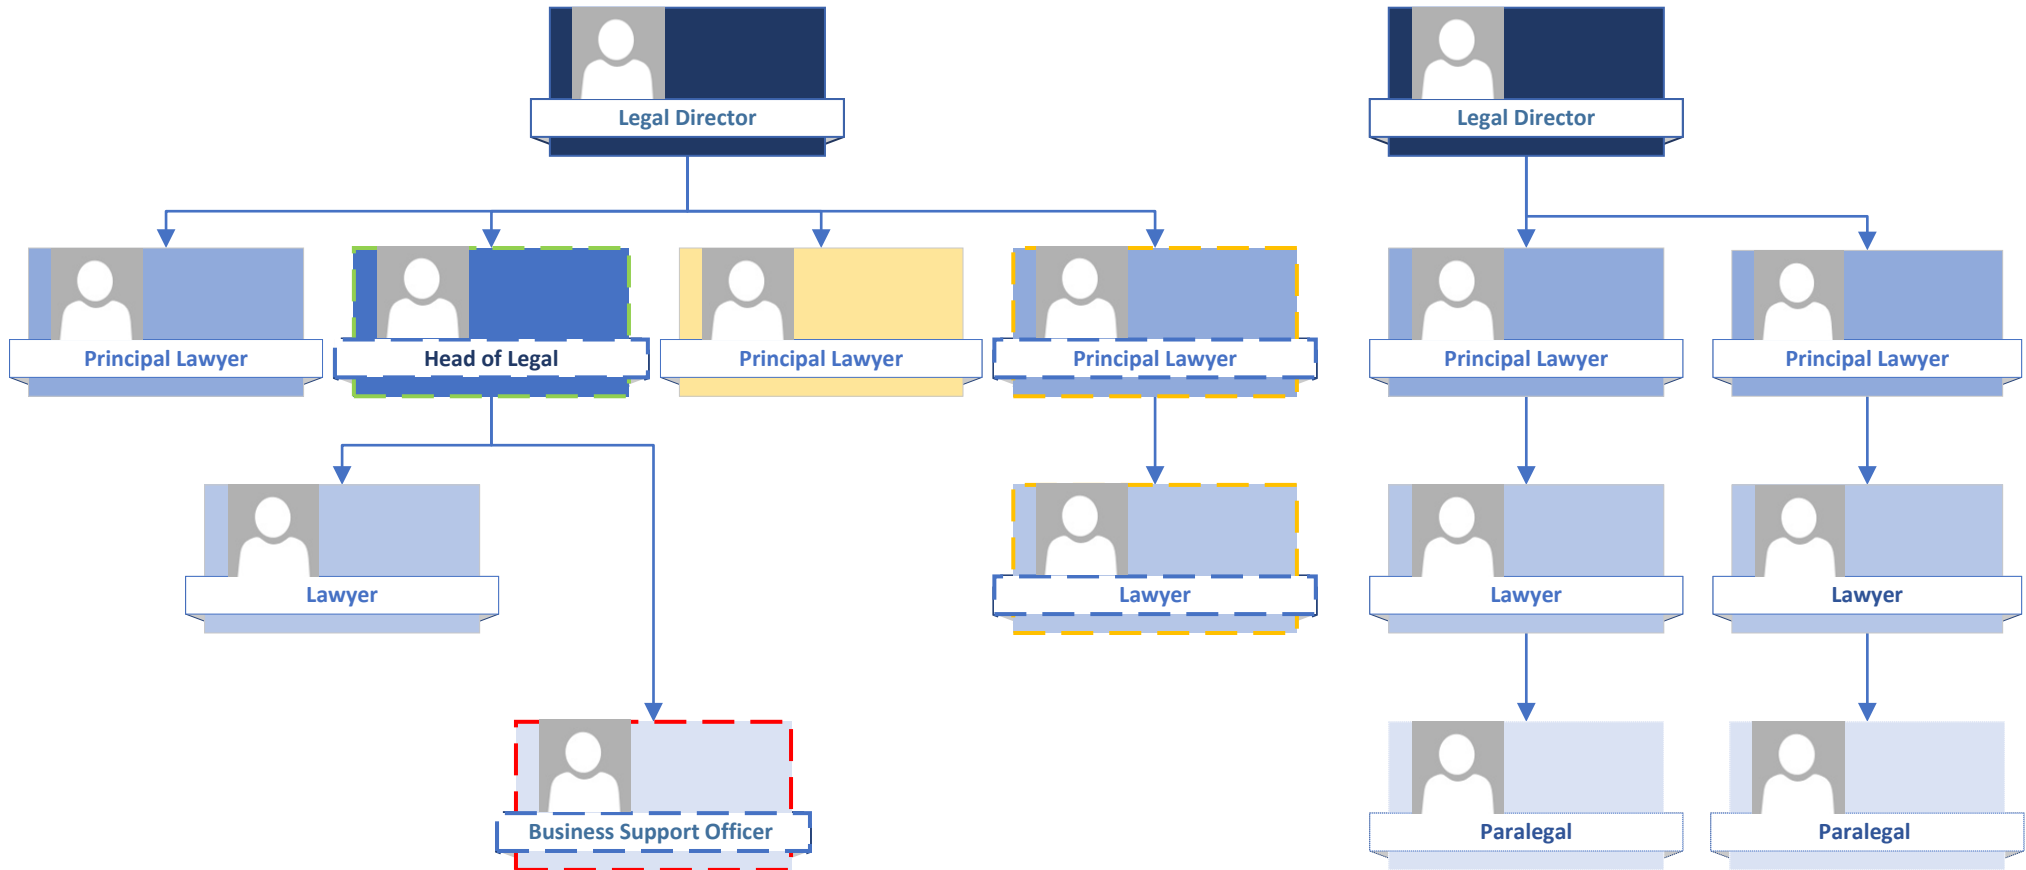 Legal Director
Legal Director
Principal Lawyer
Head of Legal
Principal Lawyer
Principal Lawyer
Principal Lawyer
Principal Lawyer
Lawyer
Lawyer
Lawyer
Lawyer
Business Support Officer
Paralegal
Paralegal